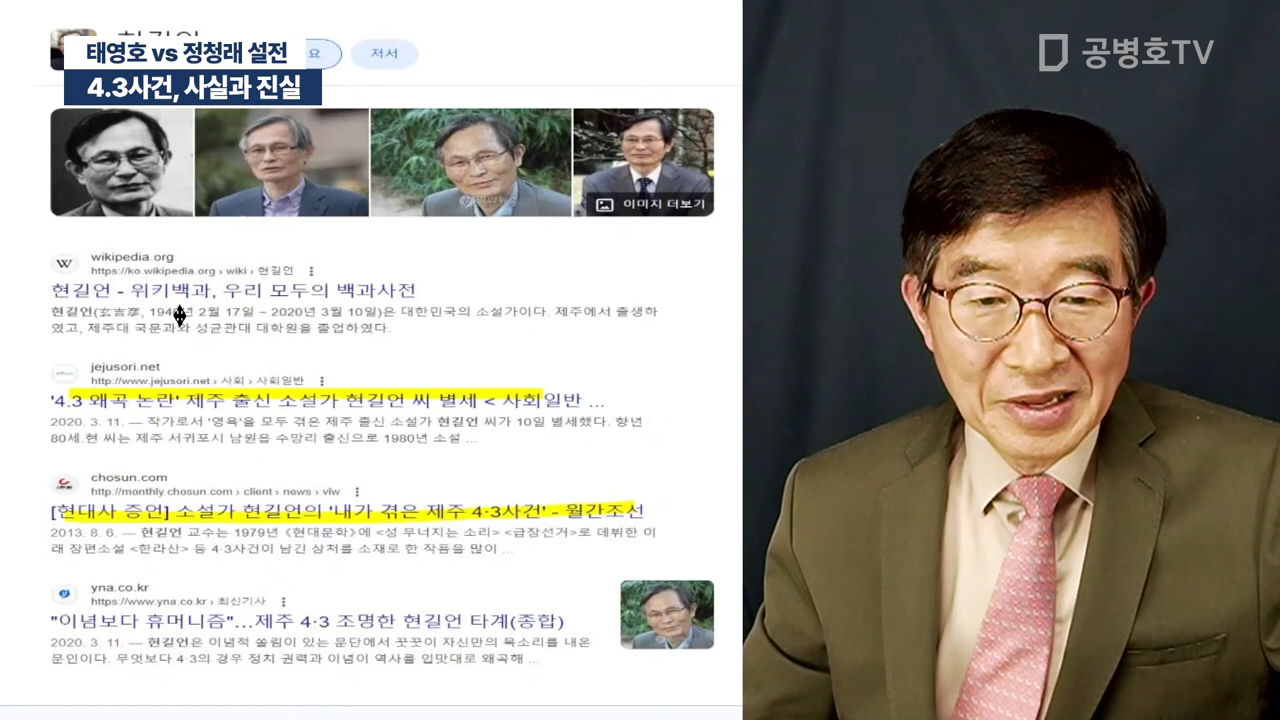 태영호 vs 정청래 설전
4.3사건, 사실과 진실
요
저서
공병호TV
이미지 더보기
W
wikipedia.org
https://ko.wikipedia.org › wiki › 현길언
현길언 - 위키백과, 우리 모두의 백과사전
현길언(玄吉彦, 1940년 2월 17일 ~ 2020년 3월 10일)은 대한민국의 소설가이다. 제주에서 출생하
였고, 제주대 국문과와 성균관대 대학원을 졸업하였다.
jejusori.net
http://www.jejusori.net › 사회 › 사회일반
'4.3 왜곡 논란' 제주 출신 소설가 현길언 씨 별세 < 사회일반 ...
2020. 3. 11. — 작가로서 '영욕'을 모두 겪은 제주 출신 소설가 현길언 씨가 10일 별세했다. 향년
80세.현 씨는 제주 서귀포시 남원읍 수망리 출신으로 1980년 소설 ...
chosun.com
http://monthly.chosun.com › client › news › viw
[현대사 증언] 소설가 현길언의 '내가 겪은 제주 4·3사건' - 월간조선
2013. 8. 6. — 현길언 교수는 1979년 《현대문학》에 <성 무너지는 소리> <급장선거>로 데뷔한 이
래 장편소설 <한라산> 등 4·3사건이 남긴 상처를 소재로 한 작품을 많이 ...
yna.co.kr
https://www.yna.co.kr › 최신기사
"이념보다 휴머니즘"...제주 4·3 조명한 현길언 타계(종합)
2020. 3. 11. — 현길언은 이념적 쏠림이 있는 문단에서 꿋꿋이 자신만의 목소리를 내온
문인이다. 무엇보다 4·3의 경우 정치 권력과 이념이 역사를 입맛대로 왜곡해 ...